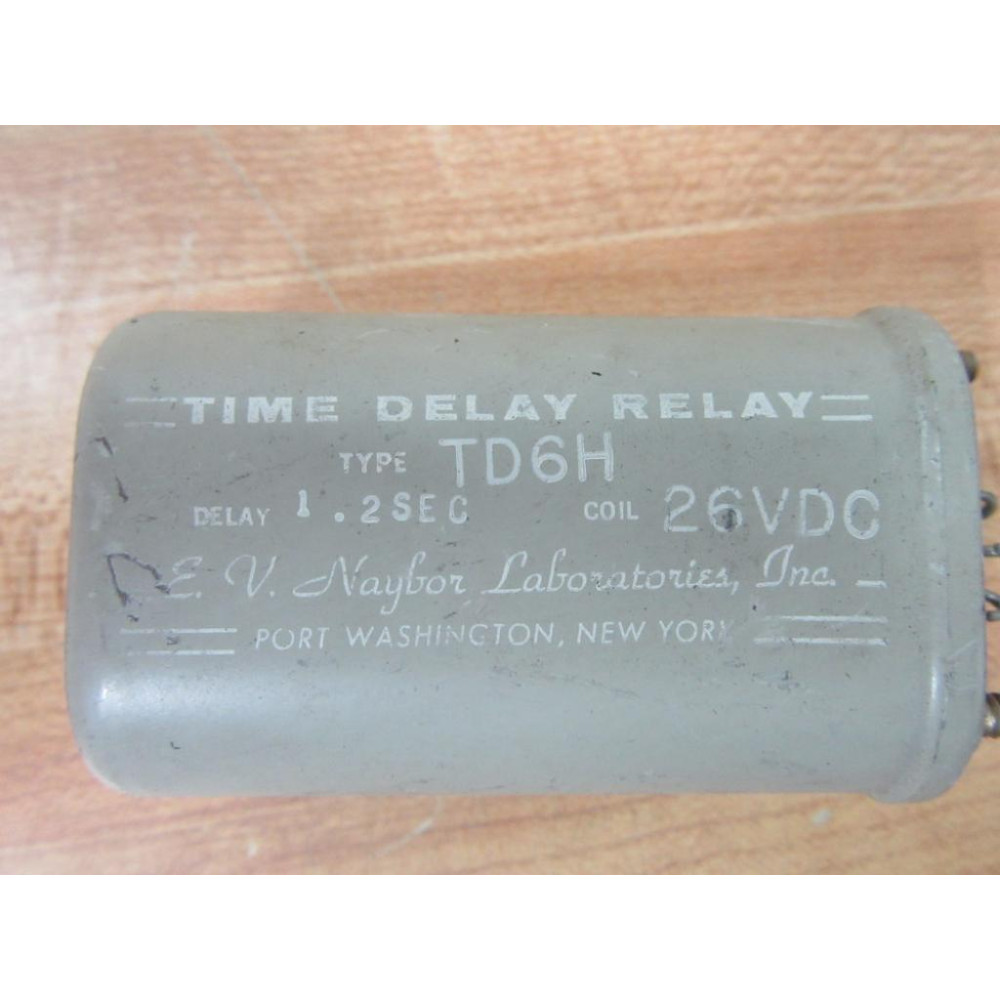 TIME DELAY RELAY
TYPE TD6H
DELAY 1.2SEC COIL 26VDC
E. V. Naybor Laboratories, Inc.
PORT WASHINGTON, NEW YORK